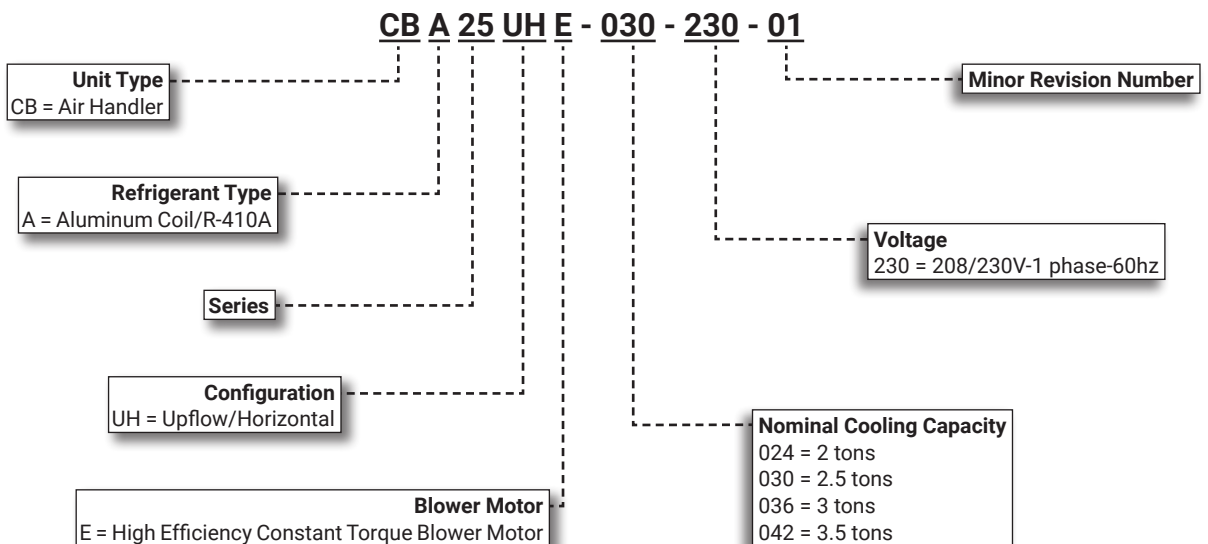 CB A 25 UH E - 030 - 230 - 01
Unit Type
CB = Air Handler
Minor Revision Number
Refrigerant Type
A = Aluminum Coil/R-410A
Voltage
230 = 208/230V-1 phase-60hz
Series
Configuration
UH = Upflow/Horizontal
Nominal Cooling Capacity
024 = 2 tons
030 = 2.5 tons
036 = 3 tons
042 = 3.5 tons
Blower Motor
E = High Efficiency Constant Torque Blower Motor